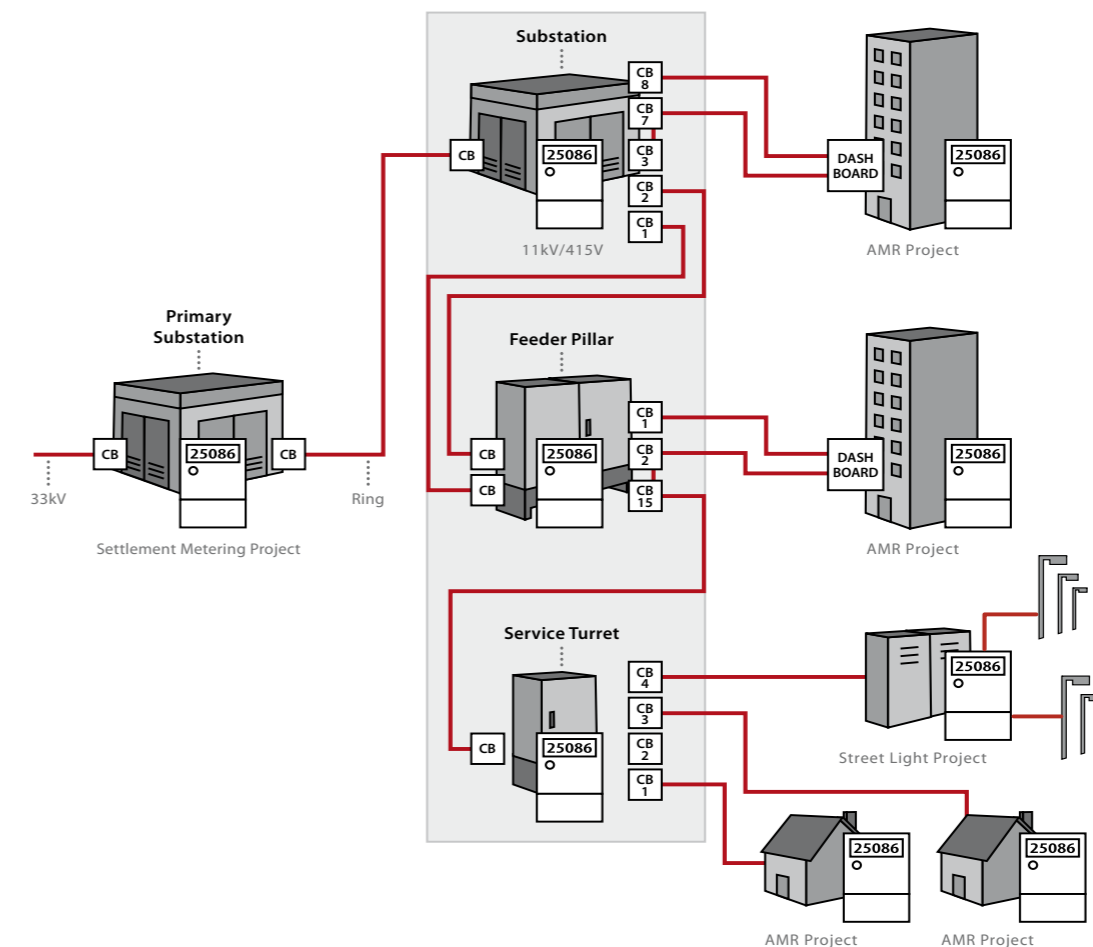 Substation
CB
8
CB
7
CB
3
CB
2
CB
1
CB
25086
11kV/415V
DASH
BOARD
25086
AMR Project
Primary
Substation
CB
25086
CB
33kV
Ring
Settlement Metering Project
Feeder Pillar
CB
1
CB
2
CB
15
CB
CB
25086
DASH
BOARD
25086
AMR Project
Service Turret
CB
4
CB
3
CB
2
CB
1
CB
25086
25086
Street Light Project
25086
AMR Project
25086
AMR Project